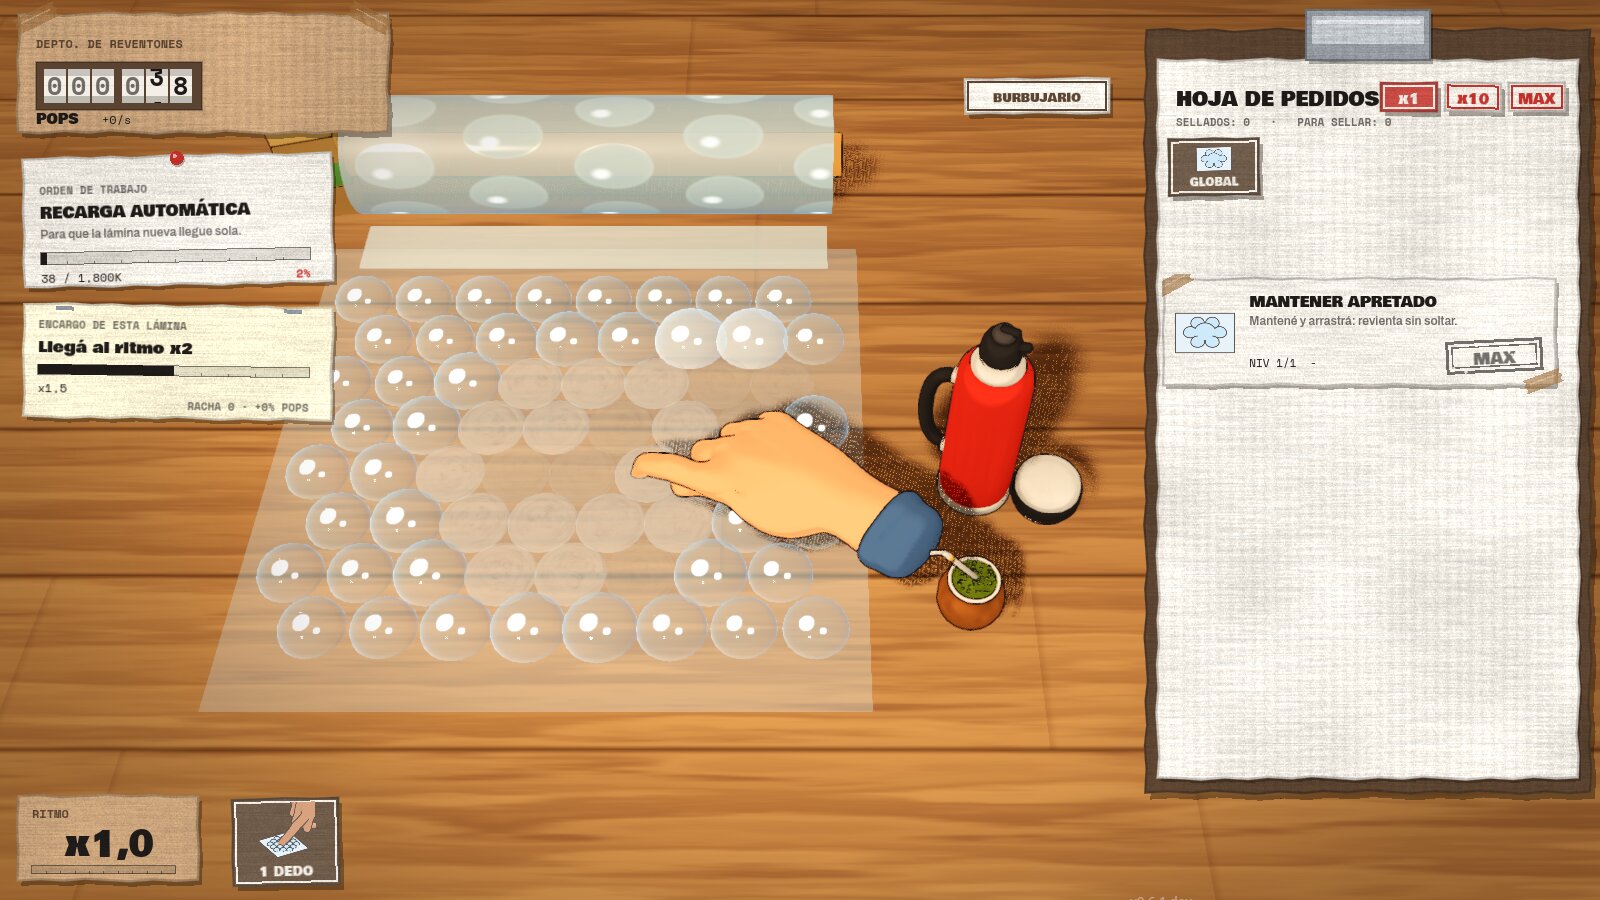 DEPTO. DE REVENTONES
000 038
POPS +0/s
ORDEN DE TRABAJO
RECARGA AUTOMÁTICA
Para que la lámina nueva llegue sola.
38 / 1.800K 2%
ENCARGO DE ESTA LÁMINA
Llegá al ritmo x2
x1,5
RACHA 0 · +0% POPS
BURBUJARIO
HOJA DE PEDIDOS x1 x10 MAX
SELLADOS: 0 · PARA SELLAR: 0
GLOBAL
MANTENER APRETADO
Mantené y arrastrá: revienta sin soltar.
NIV 1/1 -
MAX
RITMO
x1,0
1 DEDO